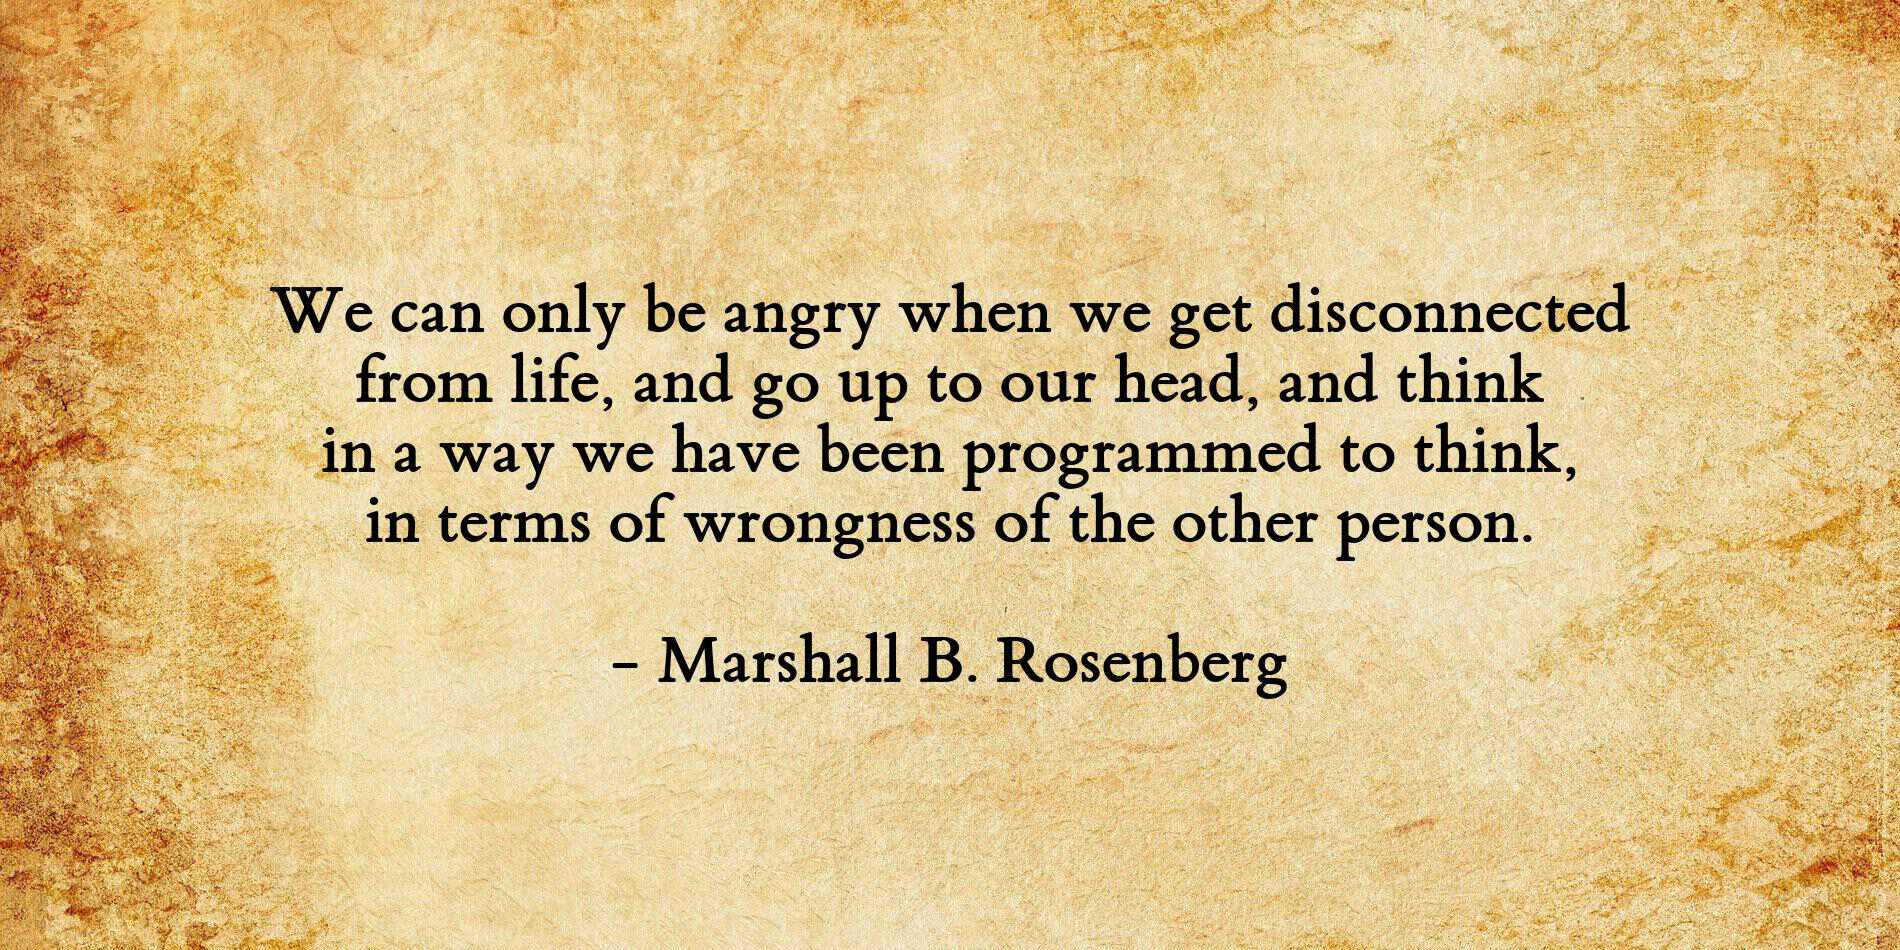 We can only be angry when we get disconnected
from life, and go up to our head, and think
in a way we have been programmed to think,
in terms of wrongness of the other person.
– Marshall B. Rosenberg